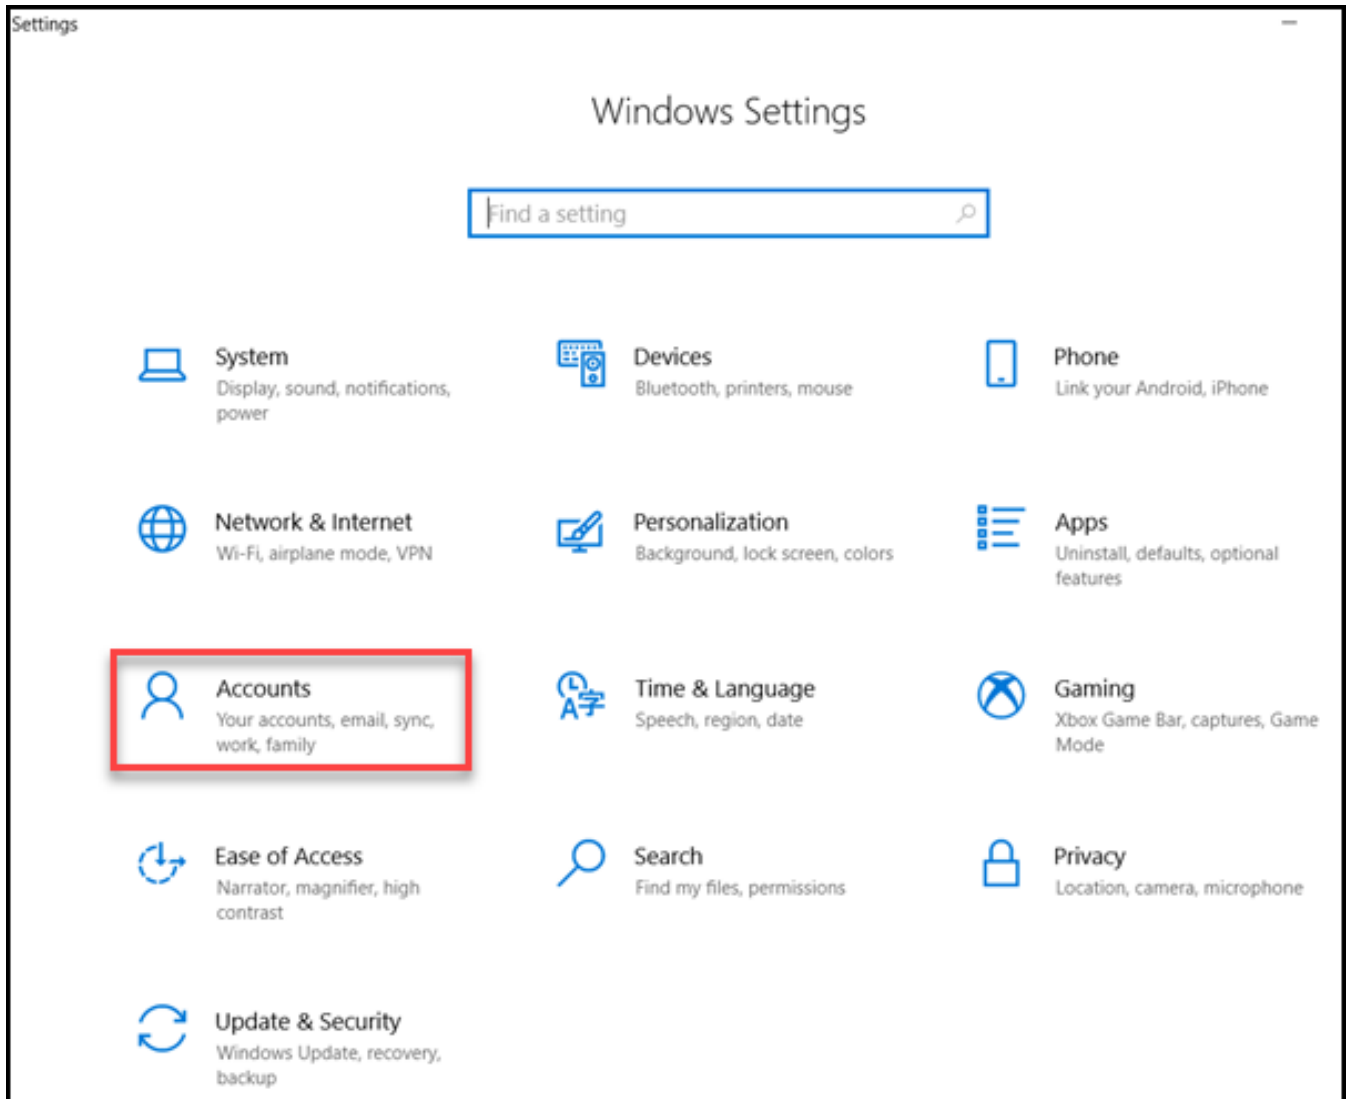 Settings
Windows Settings
Find a setting
System
Display, sound, notifications,
power
Devices
Bluetooth, printers, mouse
Phone
Link your Android, iPhone
Network & Internet
Wi-Fi, airplane mode, VPN
Personalization
Background, lock screen, colors
Apps
Uninstall, defaults, optional
features
Accounts
Your accounts, email, sync,
work, family
Time & Language
Speech, region, date
Gaming
Xbox Game Bar, captures, Game
Mode
Ease of Access
Narrator, magnifier, high
contrast
Search
Find my files, permissions
Privacy
Location, camera, microphone
Update & Security
Windows Update, recovery,
backup